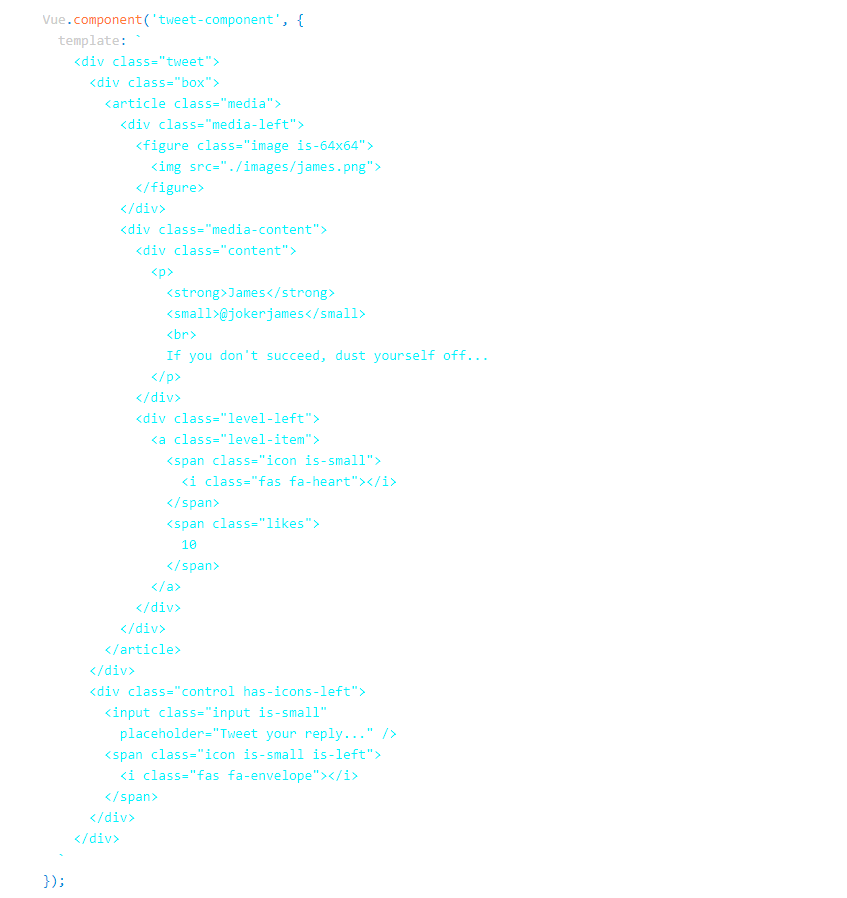 Vue.component('tweet-component', {
  template: `
    <div class="tweet">
      <div class="box">
        <article class="media">
          <div class="media-left">
            <figure class="image is-64x64">
              <img src="./images/james.png">
            </figure>
          </div>
          <div class="media-content">
            <div class="content">
              <p>
                <strong>James</strong>
                <small>@jokerjames</small>
                <br>
                If you don't succeed, dust yourself off...
              </p>
            </div>
            <div class="level-left">
              <a class="level-item">
                <span class="icon is-small">
                  <i class="fas fa-heart"></i>
                </span>
                <span class="likes">
                  10
                </span>
              </a>
            </div>
          </div>
        </article>
      </div>
      <div class="control has-icons-left">
        <input class="input is-small"
          placeholder="Tweet your reply..." />
        <span class="icon is-small is-left">
          <i class="fas fa-envelope"></i>
        </span>
      </div>
    </div>
  `
});